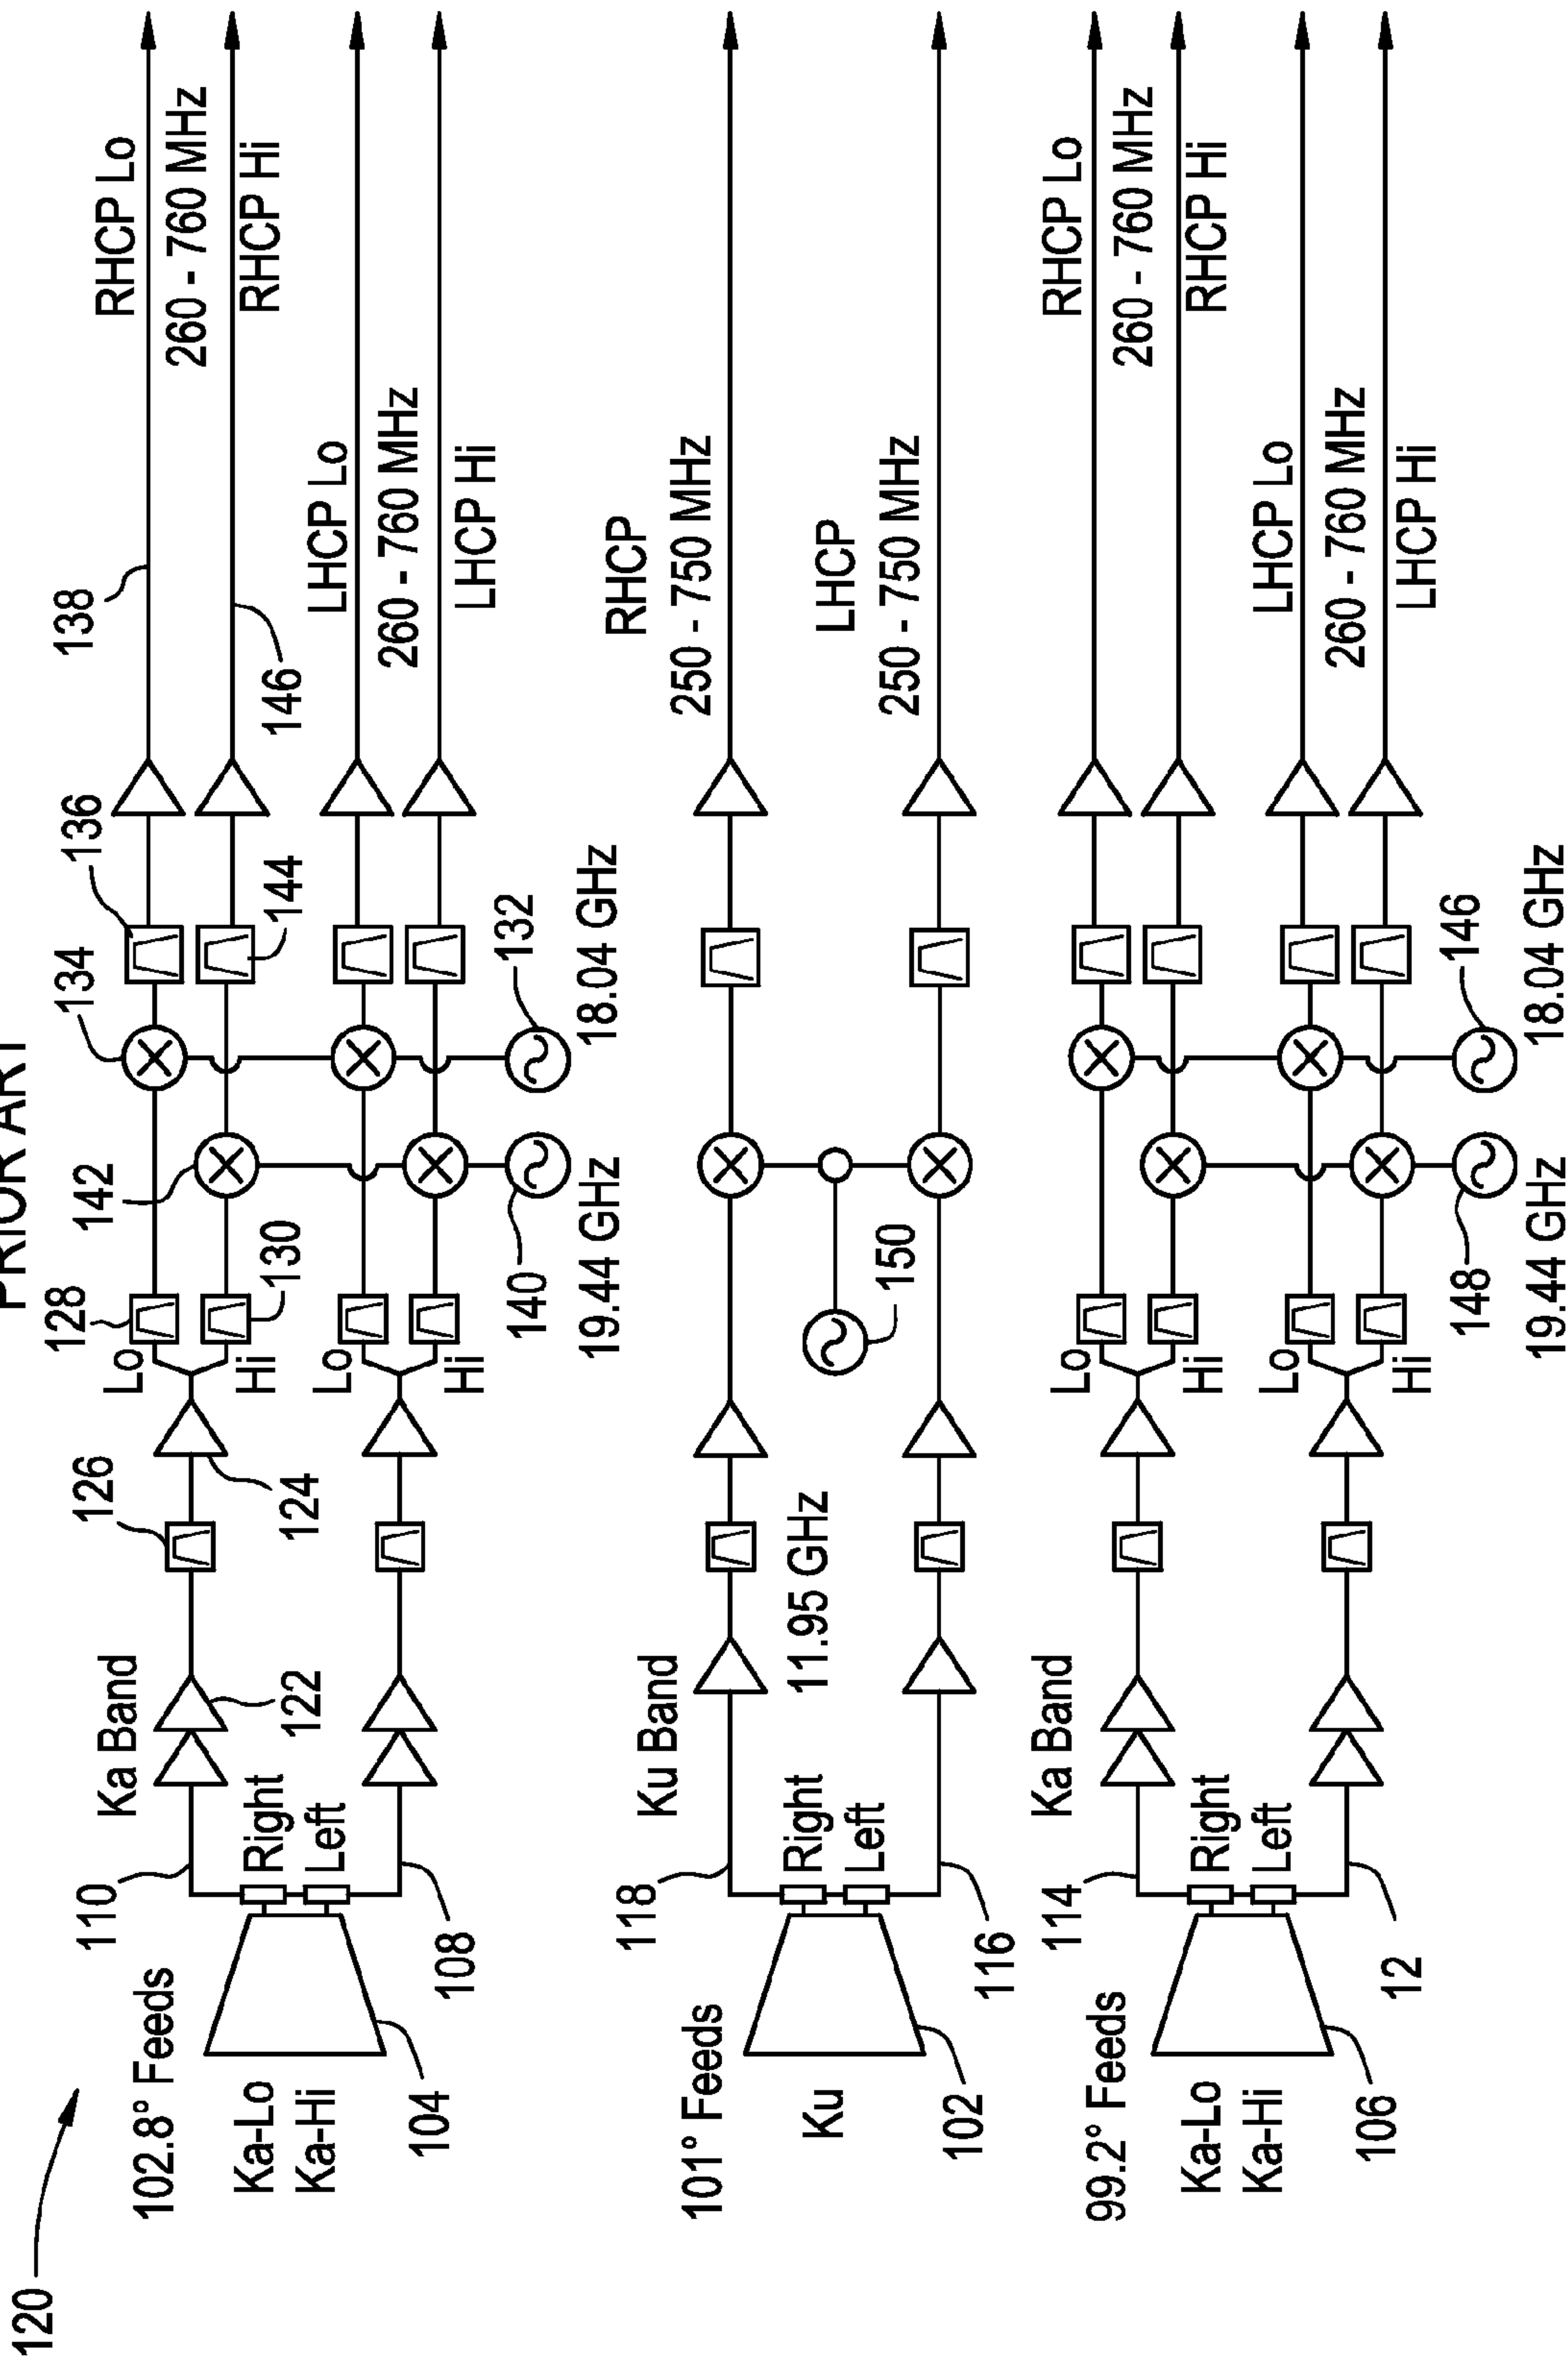 PRIOR ART
120
102.8° Feeds
Ka-Lo
Ka-Hi
104
110
Right
Left
108
Ka Band
122
126
124
Lo
Hi
Lo
Hi
128
130
142
140
19.44 GHz
134
136
144
132
18.04 GHz
138
146
RHCP Lo
260 - 760 MHz
RHCP Hi
LHCP Lo
260 - 760 MHz
LHCP Hi
101° Feeds
Ku
102
118
Right
Left
116
Ku Band
11.95 GHz
150
RHCP
250 - 750 MHz
LHCP
250 - 750 MHz
99.2° Feeds
Ka-Lo
Ka-Hi
106
114
Right
Left
12
Ka Band
Lo
Hi
Lo
Hi
148
19.44 GHz
146
18.04 GHz
RHCP Lo
260 - 760 MHz
RHCP Hi
LHCP Lo
260 - 760 MHz
LHCP Hi